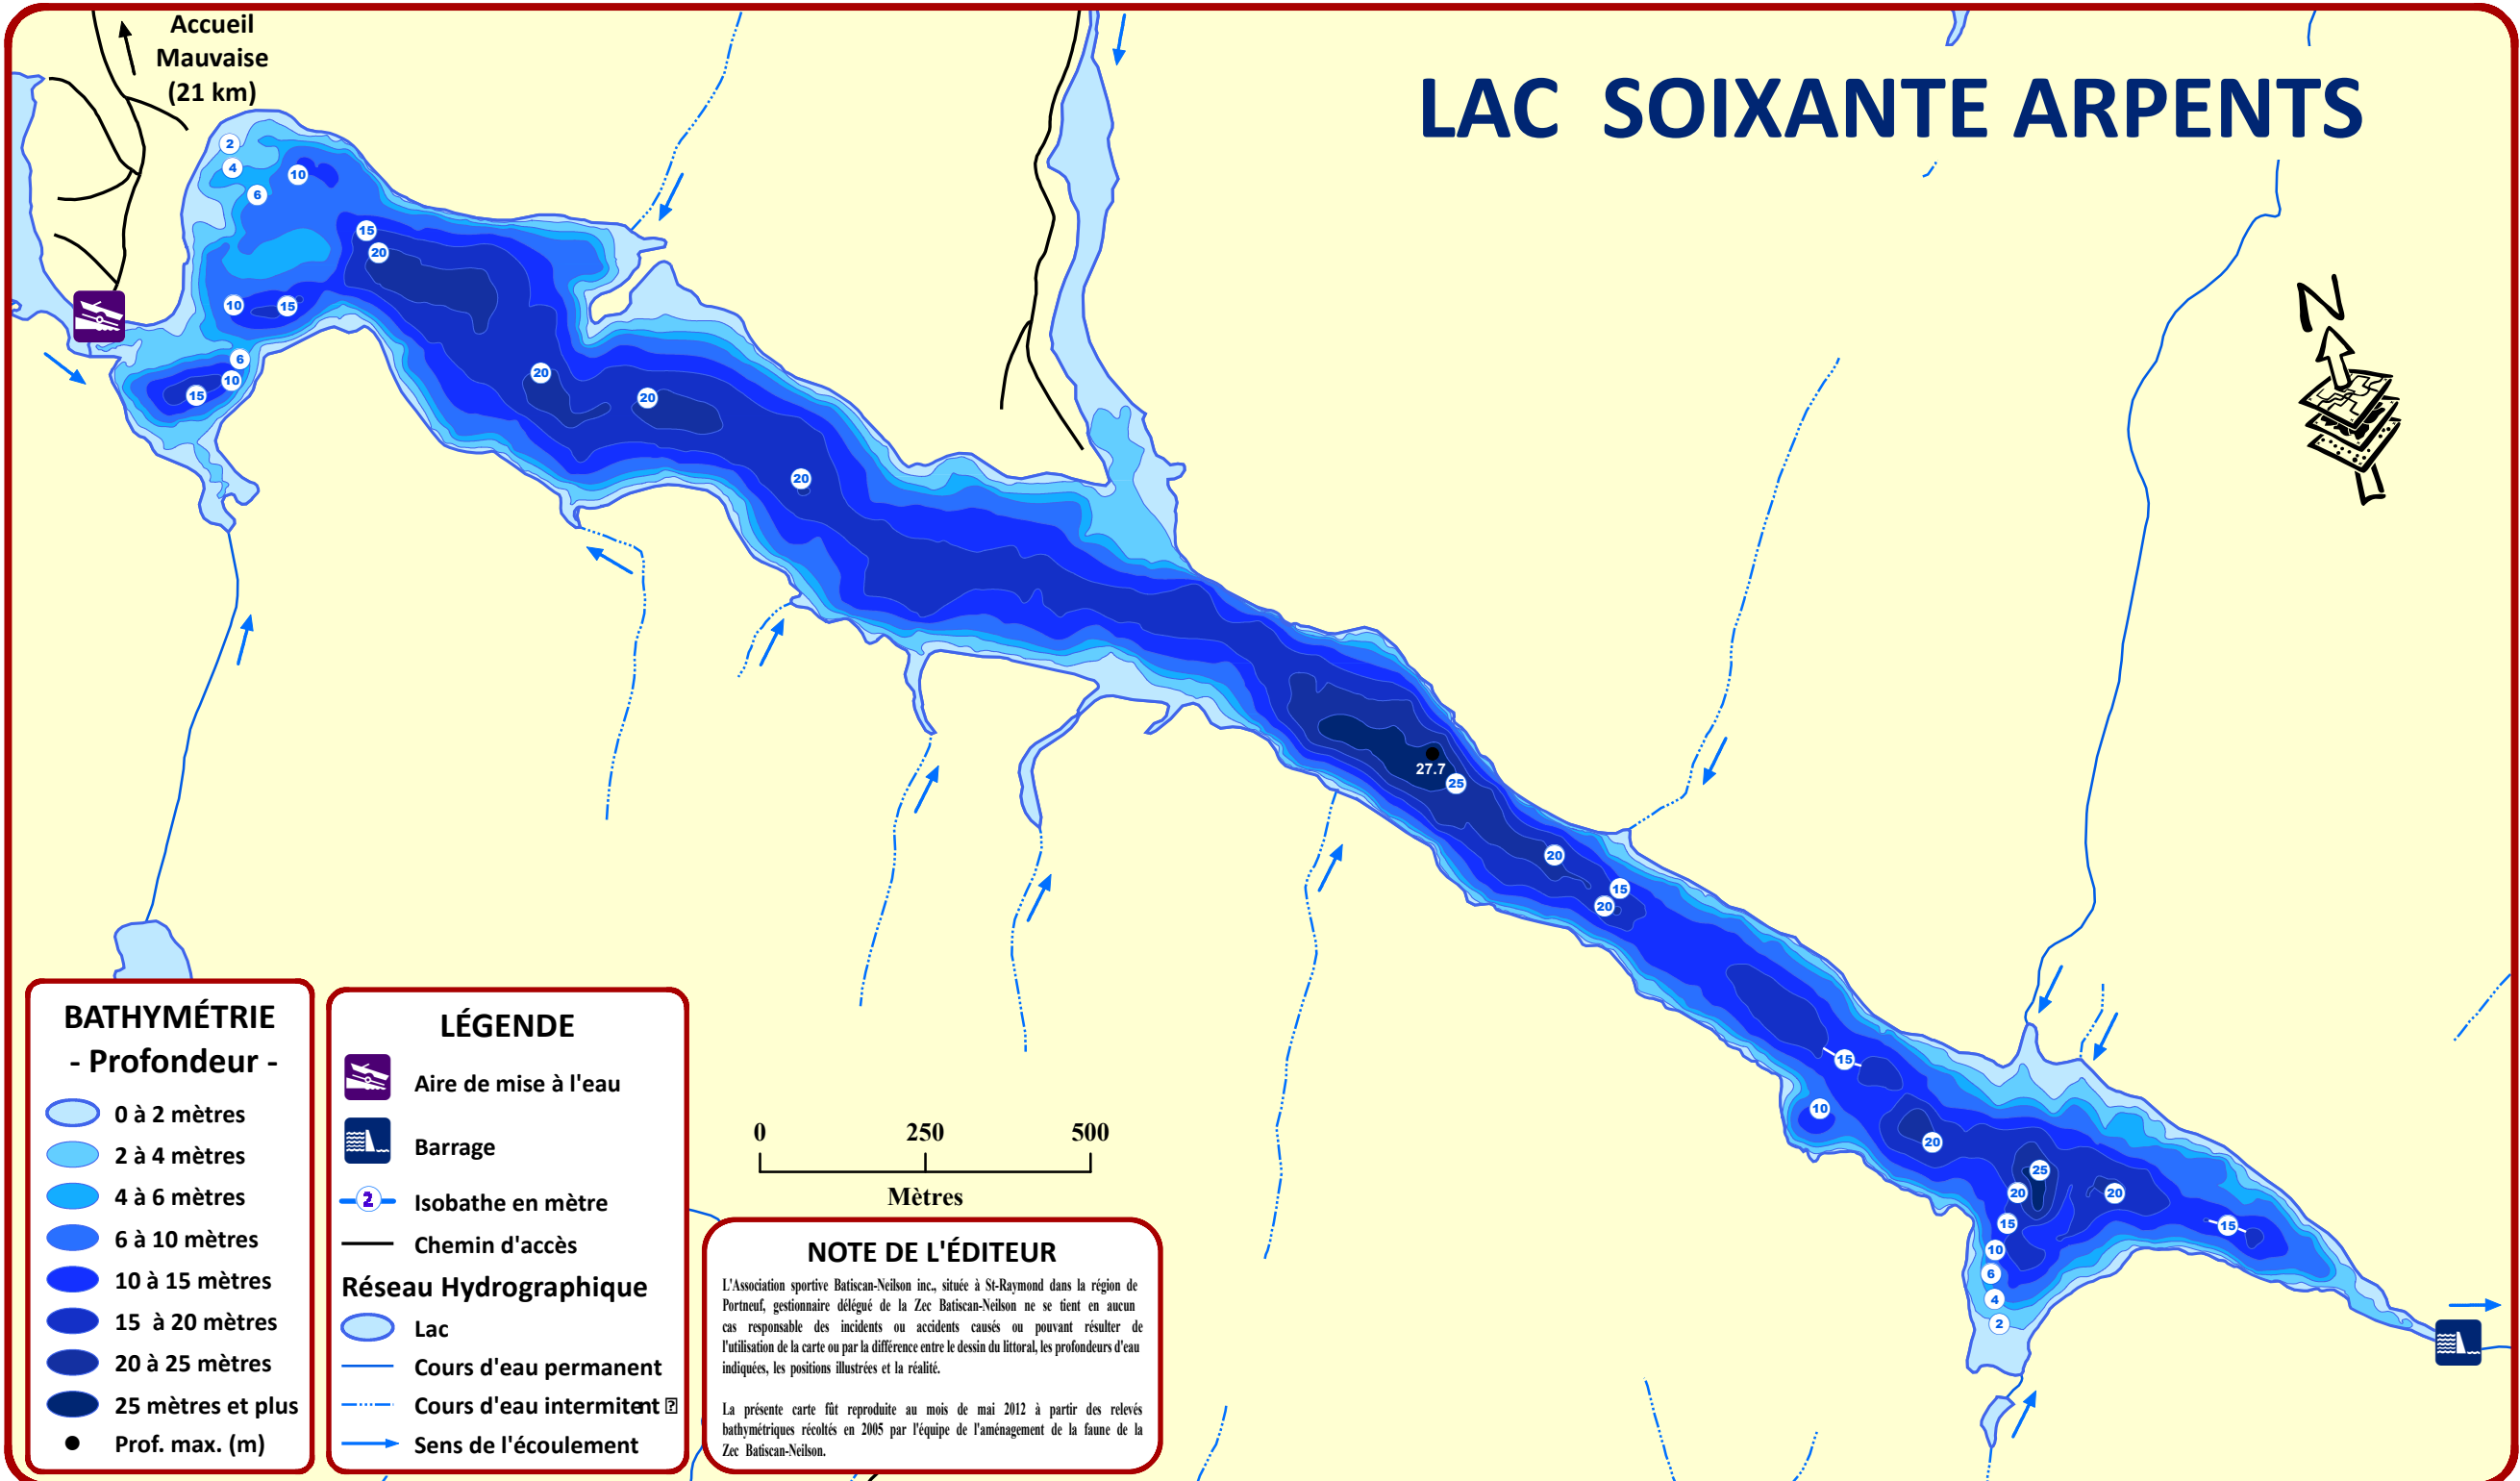 Accueil
Mauvaise
(21 km)
LAC SOIXANTE ARPENTS
N
2
4
6
10
15
20
10
15
6
10
15
20
20
20
27.7
25
20
15
20
15
10
20
25
20
20
15
15
10
6
4
2
BATHYMÉTRIE
- Profondeur -
0 à 2 mètres
2 à 4 mètres
4 à 6 mètres
6 à 10 mètres
10 à 15 mètres
15 à 20 mètres
20 à 25 mètres
25 mètres et plus
Prof. max. (m)
LÉGENDE
Aire de mise à l'eau
Barrage
2
Isobathe en mètre
Chemin d'accès
Réseau Hydrographique
Lac
Cours d'eau permanent
Cours d'eau intermitent
Sens de l'écoulement
0 250 500
Mètres
NOTE DE L'ÉDITEUR
L'Association sportive Batiscan-Neilson inc., située à St-Raymond dans la région de
Portneuf, gestionnaire délégué de la Zec Batiscan-Neilson ne se tient en aucun
cas responsable des incidents ou accidents causés ou pouvant résulter de
l'utilisation de la carte ou par la différence entre le dessin du littoral, les profondeurs d'eau
indiquées, les positions illustrées et la réalité.
La présente carte fût reproduite au mois de mai 2012 à partir des relevés
bathymétriques récoltés en 2005 par l'équipe de l'aménagement de la faune de la
Zec Batiscan-Neilson.